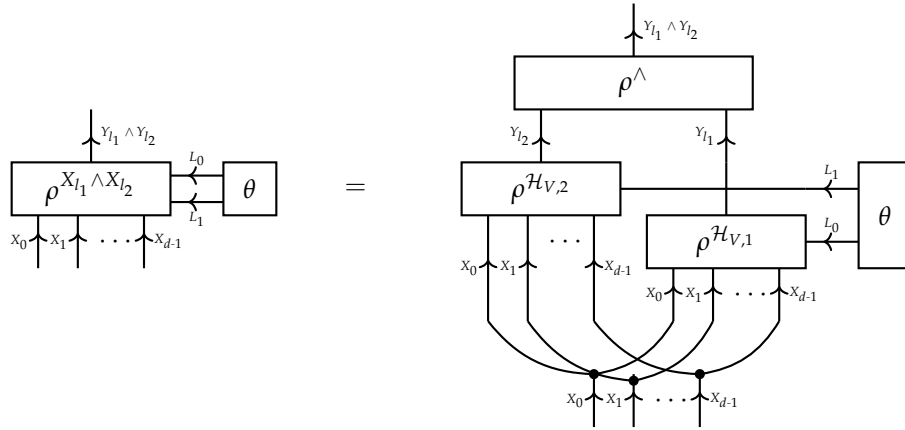 Y_{l_1} ∧ Y_{l_2}
ρ^∧
Y_{l_1} ∧ Y_{l_2} Y_{l_2} Y_{l_1}
ρ^{X_{l_1} ∧ X_{l_2}} L_0 L_1 θ = ρ^{ℋ_{V,2}} L_1 θ
X_0 X_1 ... X_{d-1} ... ρ^{ℋ_{V,1}} L_0
X_0 X_1 X_{d-1} X_0 X_1 ... X_{d-1}
X_0 X_1 ... X_{d-1}